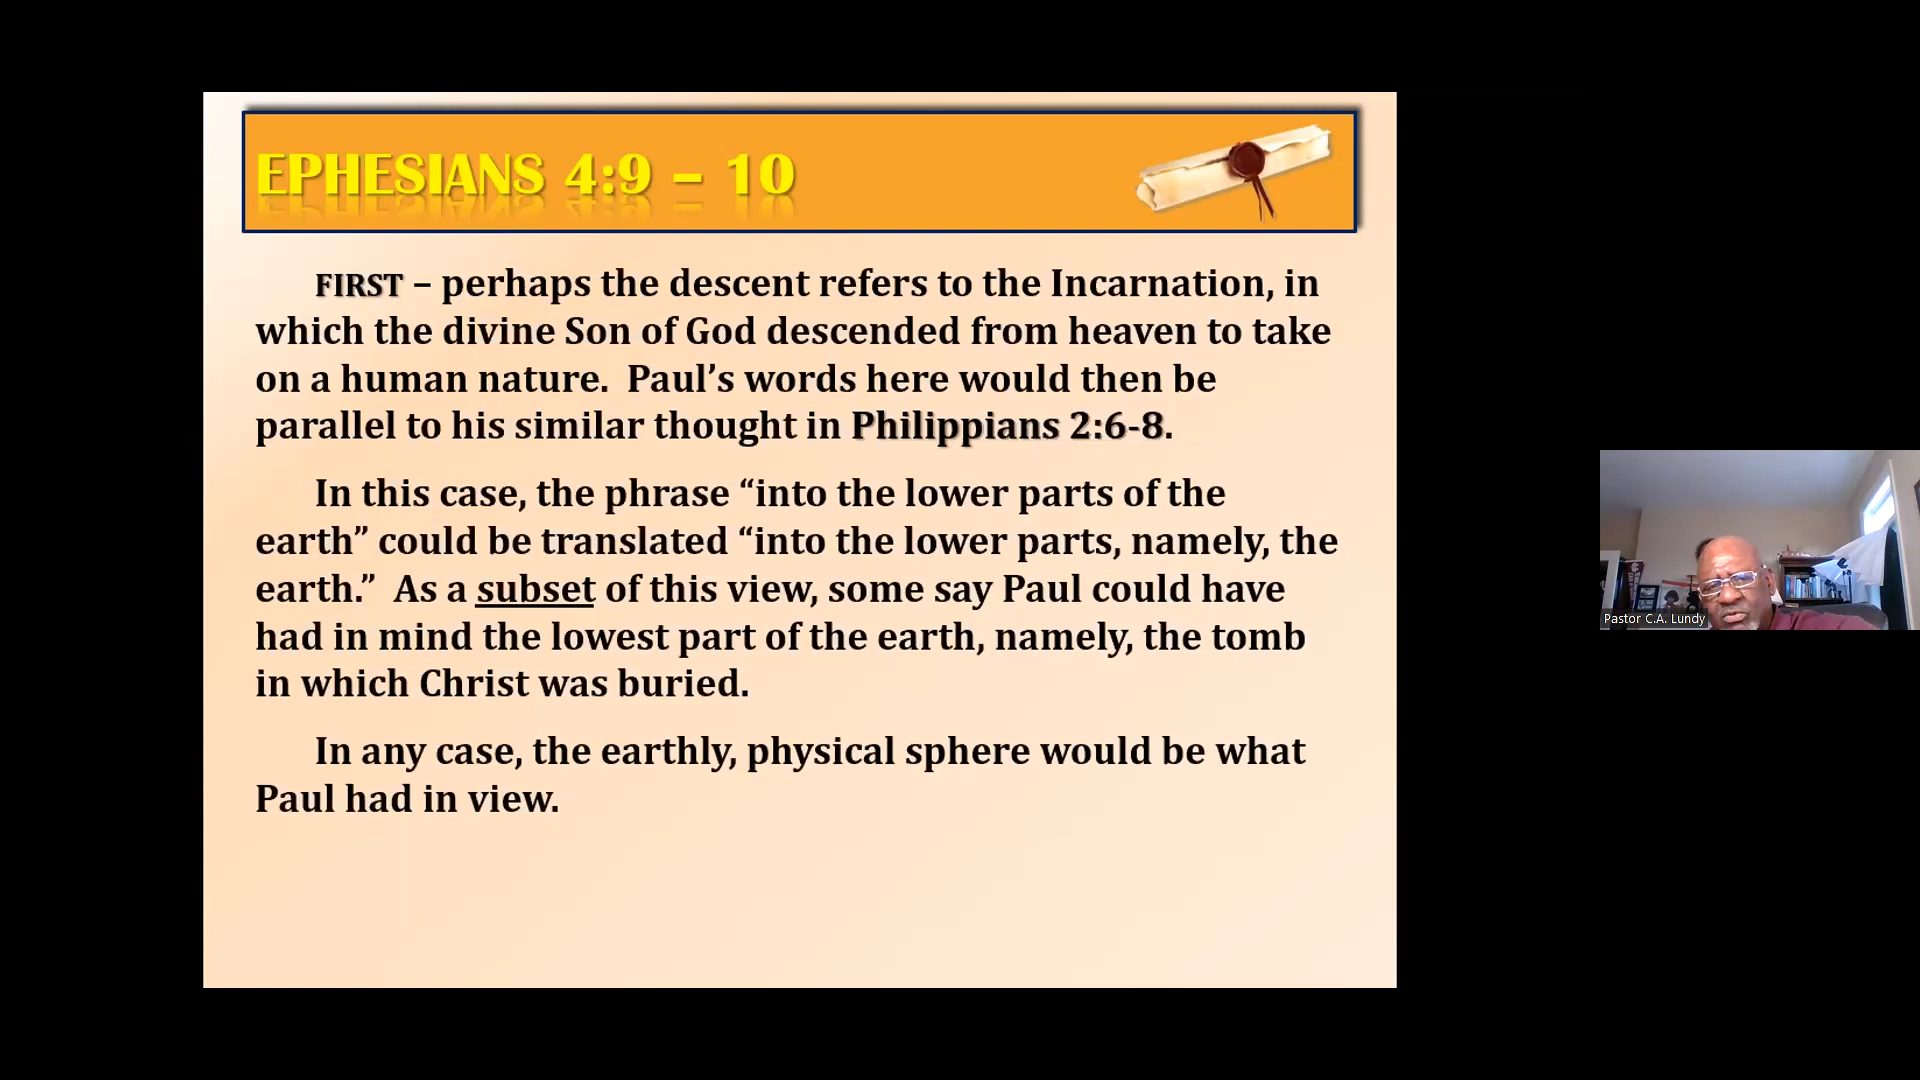 EPHESIANS 4:9 – 10
FIRST – perhaps the descent refers to the Incarnation, in
which the divine Son of God descended from heaven to take
on a human nature.  Paul’s words here would then be
parallel to his similar thought in Philippians 2:6-8.
In this case, the phrase “into the lower parts of the
earth” could be translated “into the lower parts, namely, the
earth.”  As a subset of this view, some say Paul could have
had in mind the lowest part of the earth, namely, the tomb
in which Christ was buried.
In any case, the earthly, physical sphere would be what
Paul had in view.
Pastor C.A. Lundy